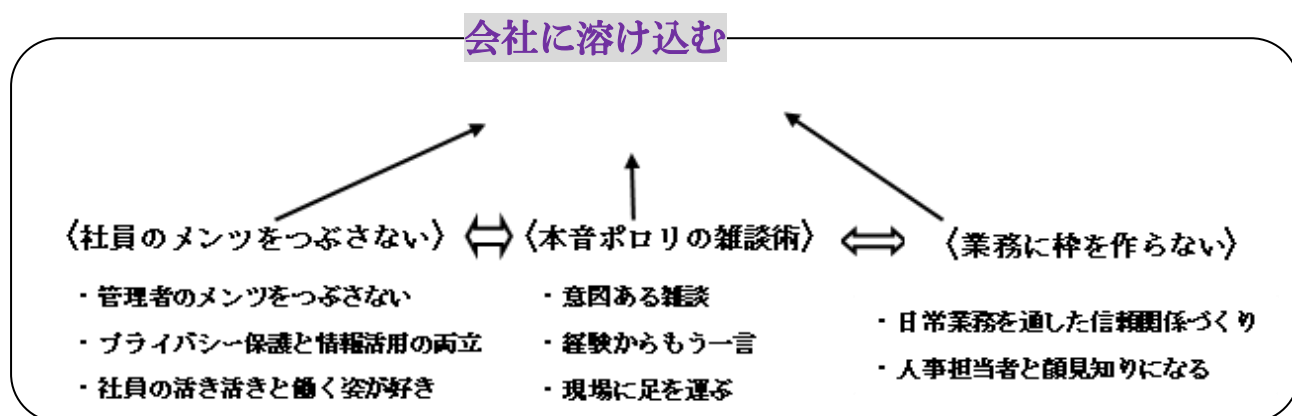 会社に溶け込む
〈社員のメンツをつぶさない〉
〈本音ポロリの雑談術〉
〈業務に枠を作らない〉
・管理者のメンツをつぶさない
・プライバシー保護と情報活用の両立
・社員の活き活きと働く姿が好き
・意図ある雑談
・経験からもう一言
・現場に足を運ぶ
・日常業務を通した信頼関係づくり
・人事担当者と顔見知りになる